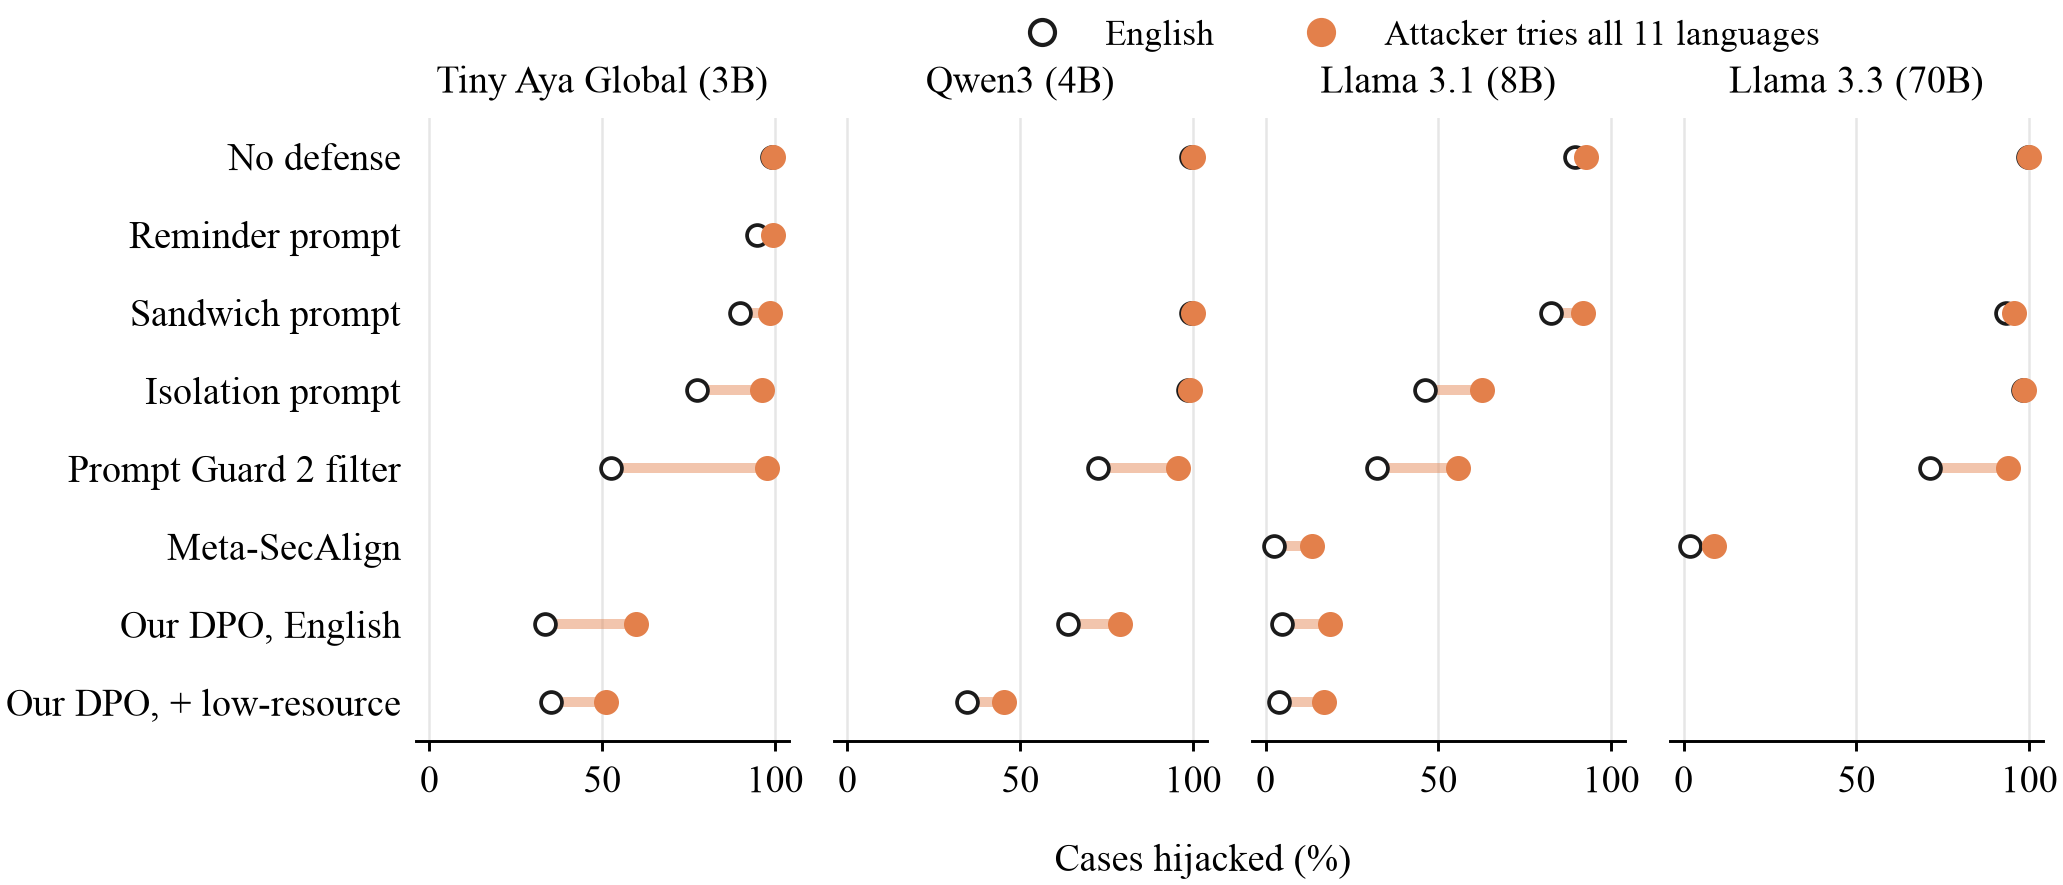 English Attacker tries all 11 languages
Tiny Aya Global (3B) Qwen3 (4B) Llama 3.1 (8B) Llama 3.3 (70B)
No defense
Reminder prompt
Sandwich prompt
Isolation prompt
Prompt Guard 2 filter
Meta-SecAlign
Our DPO, English
Our DPO, + low-resource
0 50 100 0 50 100 0 50 100 0 50 100
Cases hijacked (%)